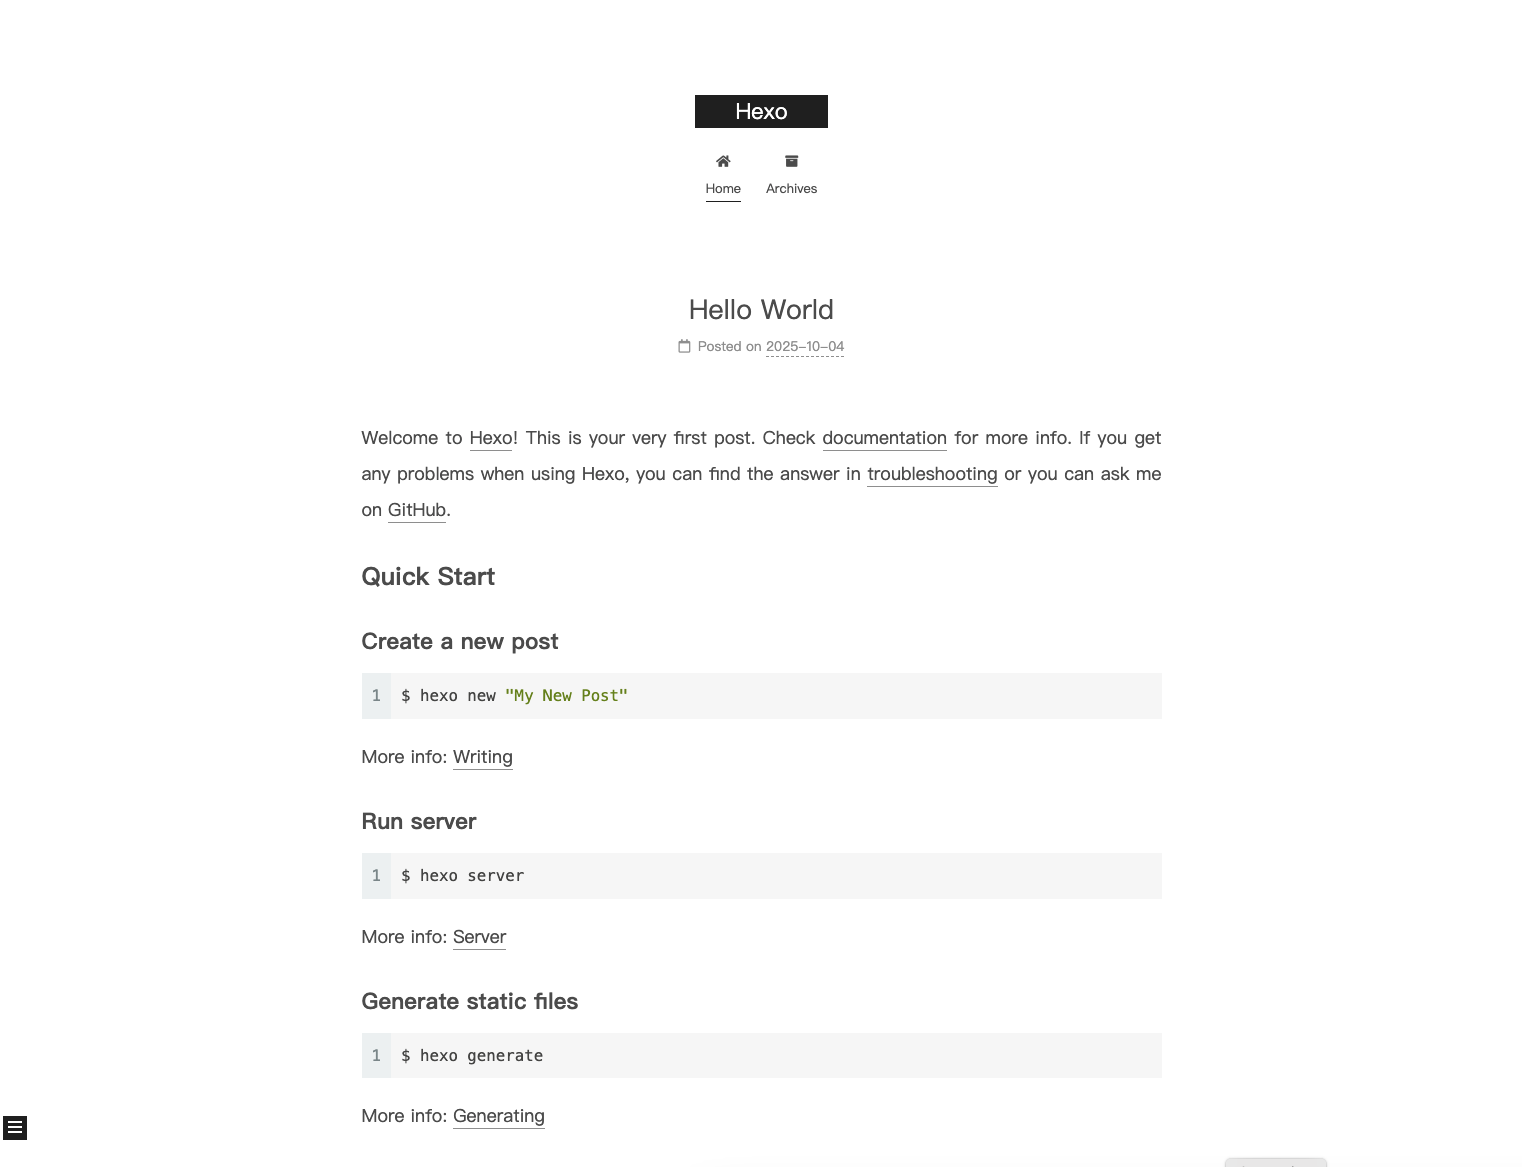 Hexo
Home
Archives
Hello World
Posted on 2025-10-04
Welcome to Hexo! This is your very first post. Check documentation for more info. If you get
any problems when using Hexo, you can find the answer in troubleshooting or you can ask me
on GitHub.
Quick Start
Create a new post
1 $ hexo new "My New Post"
More info: Writing
Run server
1 $ hexo server
More info: Server
Generate static files
1 $ hexo generate
More info: Generating